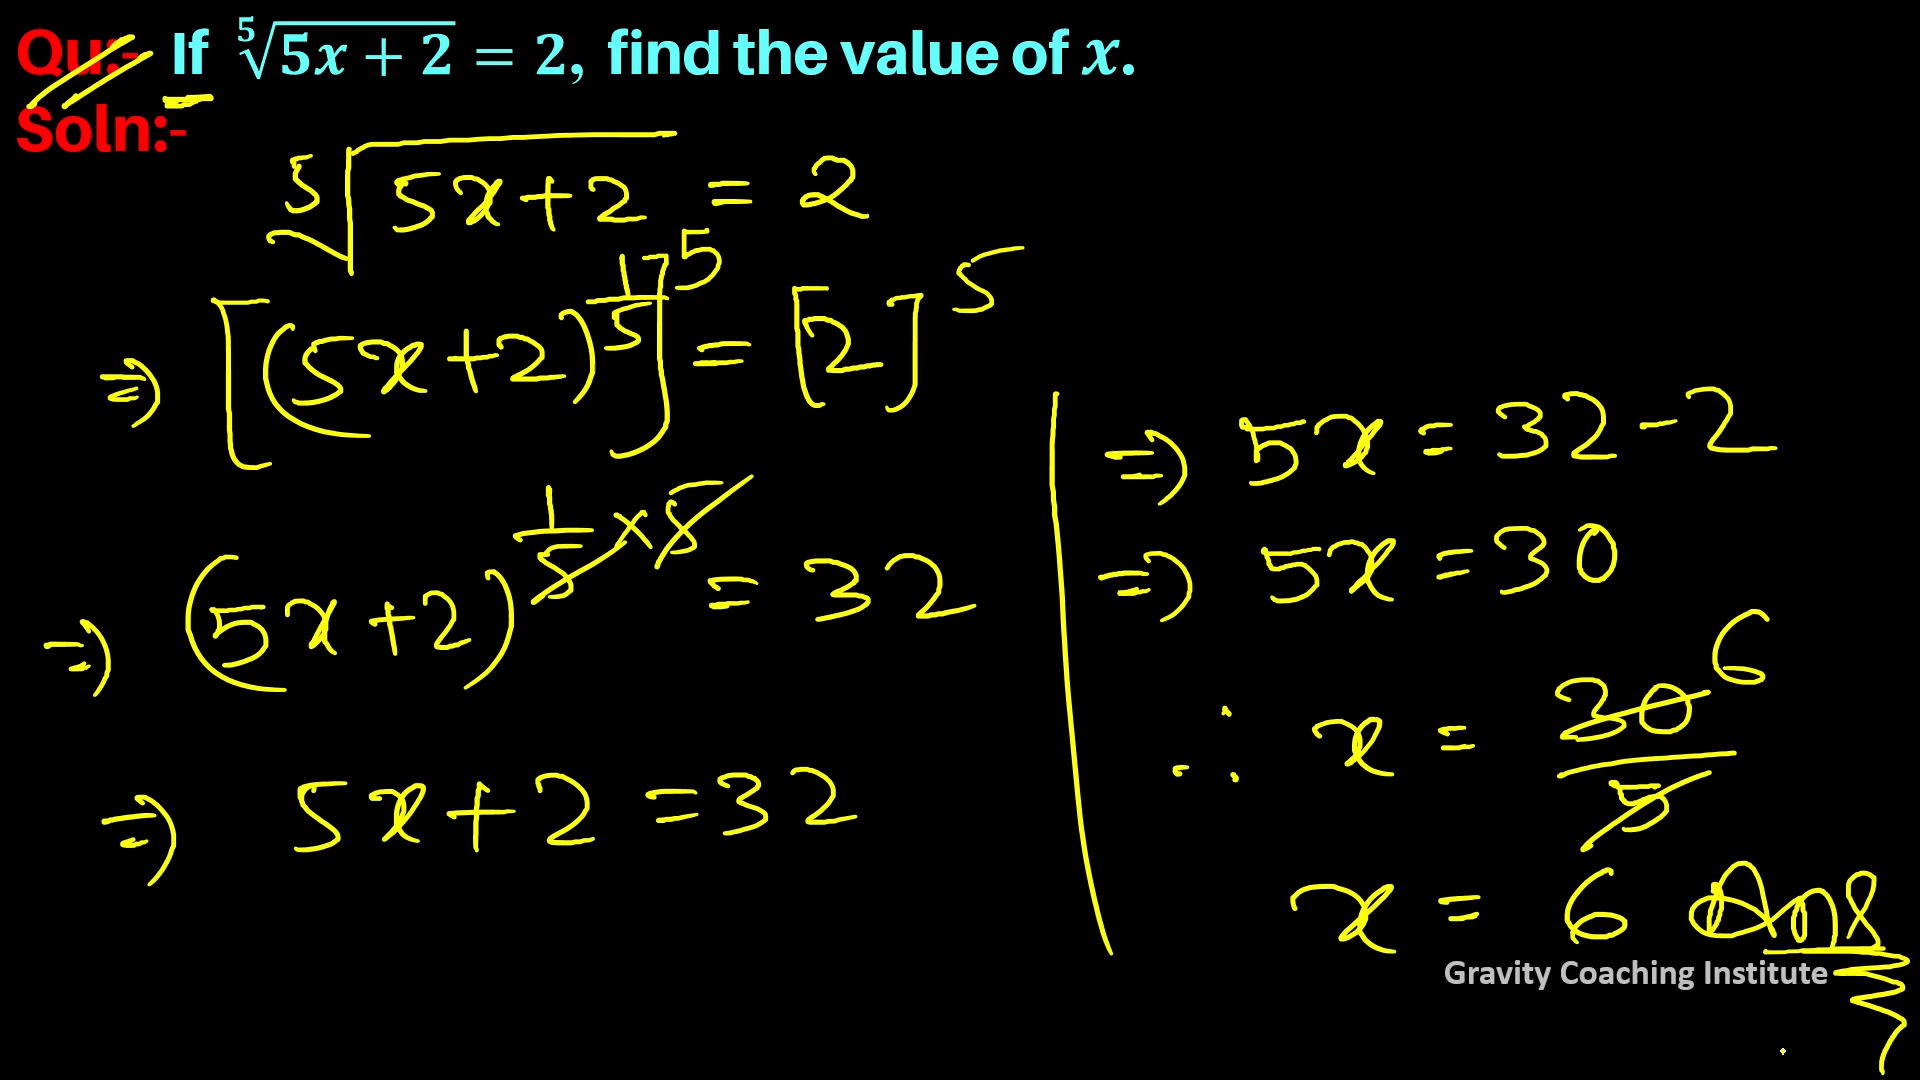 Qu:- If ⁵√(5x + 2) = 2, find the value of x.
Soln:-
⁵√(5x+2) = 2
⇒ [(5x+2)^(1/5)]^5 = [2]^5
⇒ (5x+2)^(1/5×5) = 32
⇒ 5x+2 = 32
⇒ 5x = 32-2
⇒ 5x = 30
∴ x = 30/5 6
x = 6 Ans
Gravity Coaching Institute